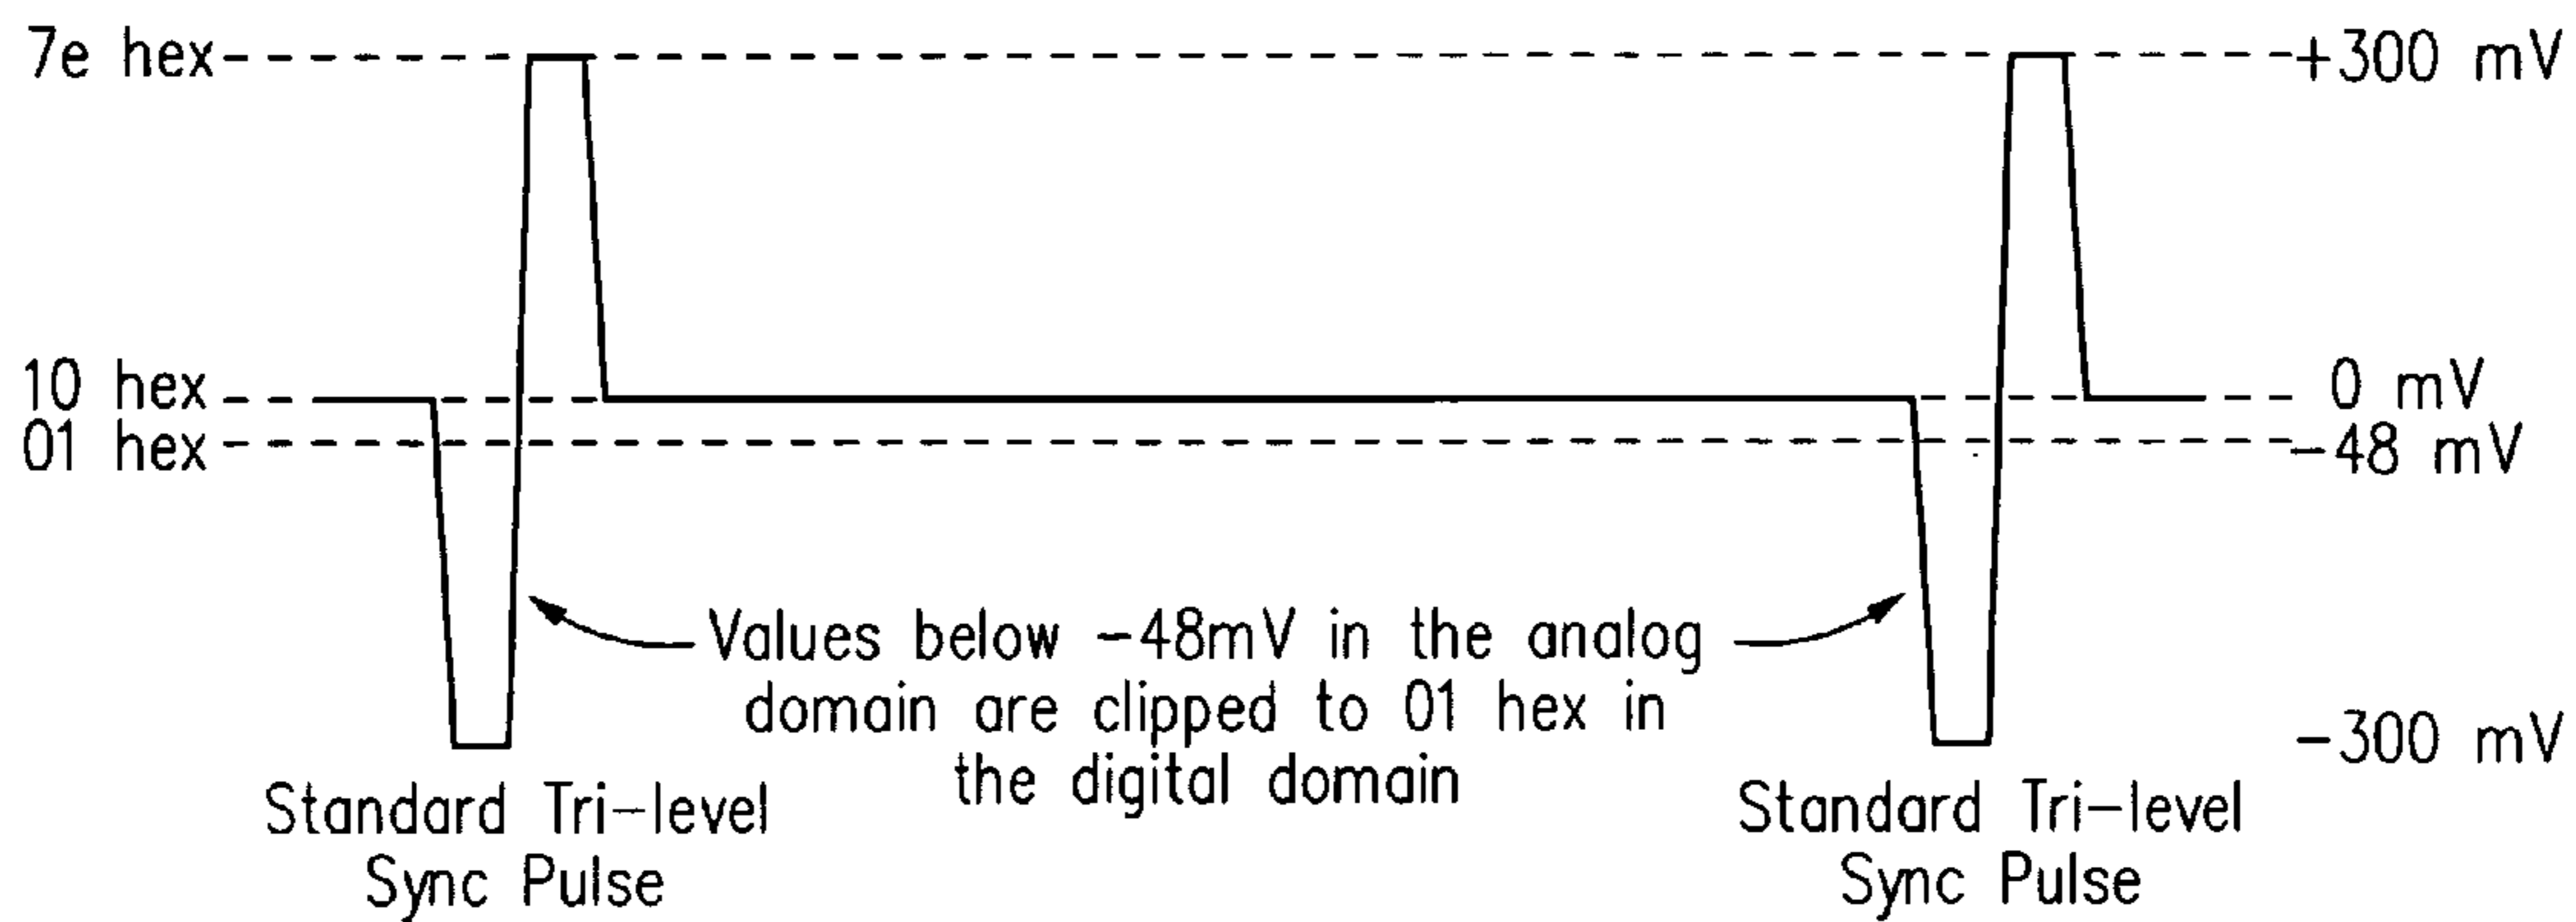 7e hex
+300 mV
10 hex
0 mV
01 hex
-48 mV
Values below -48mV in the analog
domain are clipped to 01 hex in
the digital domain
-300 mV
Standard Tri-level
Sync Pulse
Standard Tri-level
Sync Pulse